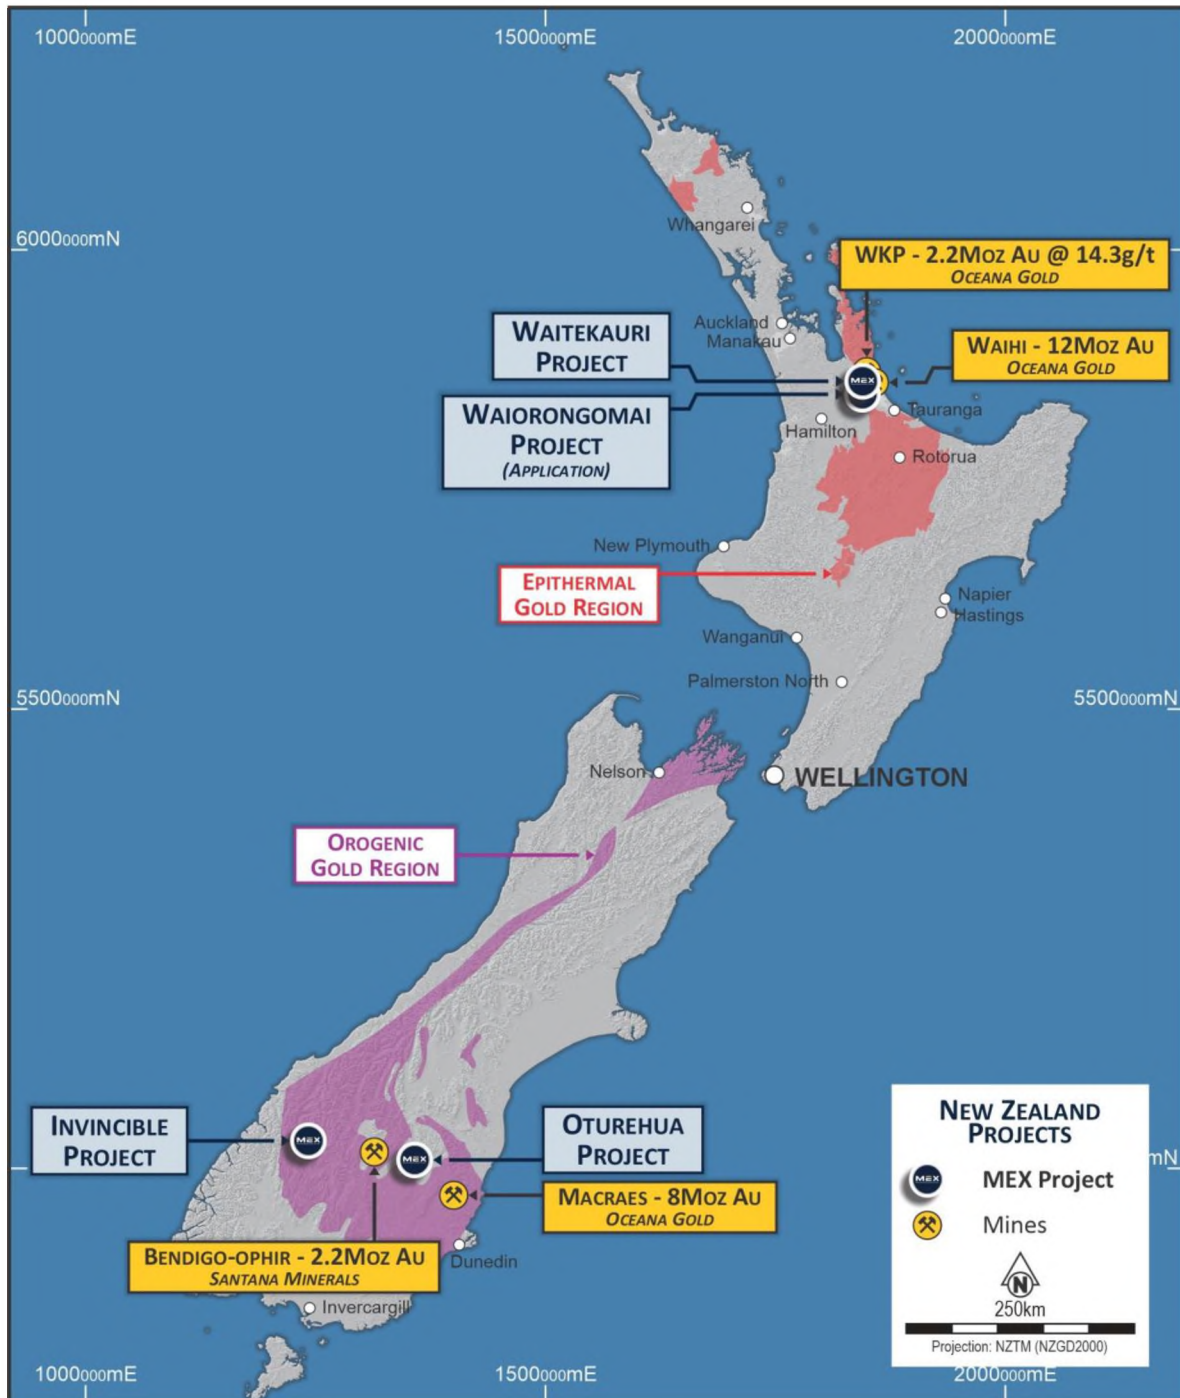 1000000mE
1500000mE
2000000mE
6000000mN
Whangarei
WKP - 2.2Moz Au @ 14.3g/t
Oceana Gold
Auckland
Manakau
Waitekauri
Project
Waihi - 12Moz Au
Oceana Gold
MEX
Waiorongomai
Project
(Application)
Tauranga
Hamilton
Rotorua
New Plymouth
Epithermal
Gold Region
Napier
Hastings
Wanganui
Palmerston North
5500000mN
5500000mN
Nelson
WELLINGTON
Orogenic
Gold Region
Invincible
Project
MEX
MEX
Oturehua
Project
Macraes - 8Moz Au
Oceana Gold
Bendigo-ophir - 2.2Moz Au
Santana Minerals
Dunedin
Invercargill
New Zealand
Projects
MEX
MEX Project
Mines
mN
N
250km
Projection: NZTM (NZGD2000)
1000000mE
1500000mE
2000000mE